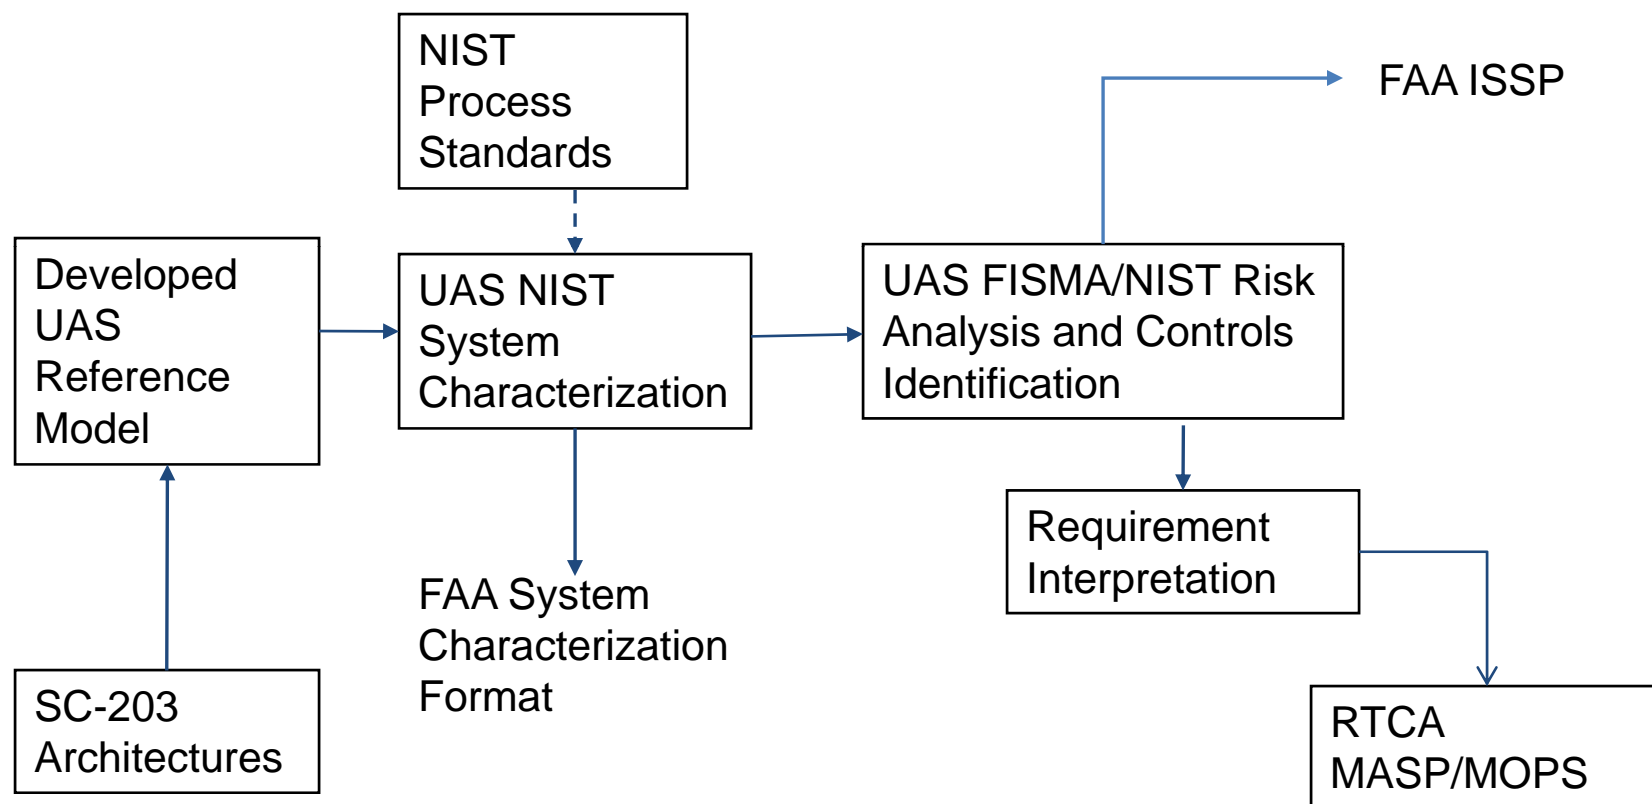 NIST
Process
Standards
FAA ISSP
Developed
UAS
Reference
Model
UAS NIST
System
Characterization
UAS FISMA/NIST Risk
Analysis and Controls
Identification
Requirement
Interpretation
FAA System
Characterization
Format
SC-203
Architectures
RTCA
MASP/MOPS